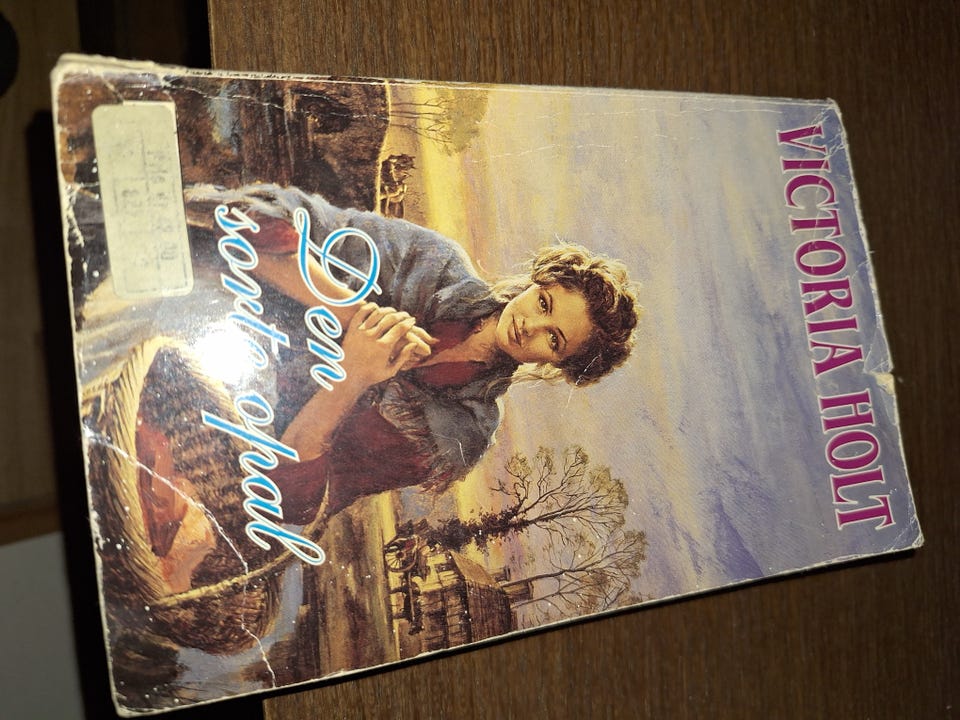 VICTORIA HOLT
Den
sorte opal